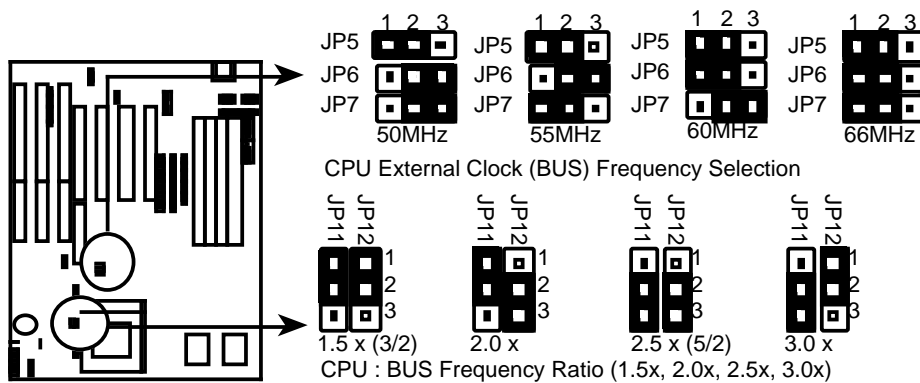 1 2 3 1 2 3 1 2 3 1 2 3
JP5 JP5 JP5 JP5
JP6 JP6 JP6 JP6
JP7 JP7 JP7 JP7
50MHz 55MHz 60MHz 66MHz
CPU External Clock (BUS) Frequency Selection
JP11 JP12 JP11 JP12 JP11 JP12 JP11 JP12
1 1 1 1
2 2 2 2
3 3 3 3
1.5 x (3/2) 2.0 x 2.5 x (5/2) 3.0 x
CPU : BUS Frequency Ratio (1.5x, 2.0x, 2.5x, 3.0x)